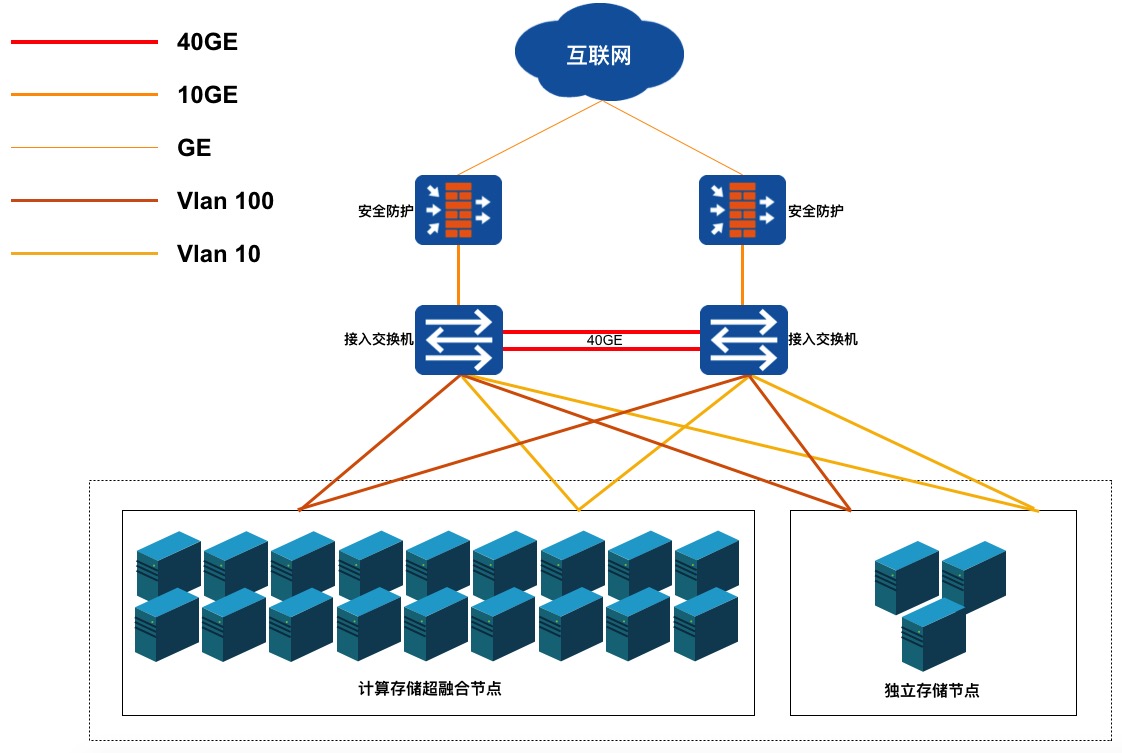 40GE
10GE
GE
Vlan 100
Vlan 10
互联网
安全防护
安全防护
接入交换机
40GE
接入交换机
计算存储超融合节点
独立存储节点